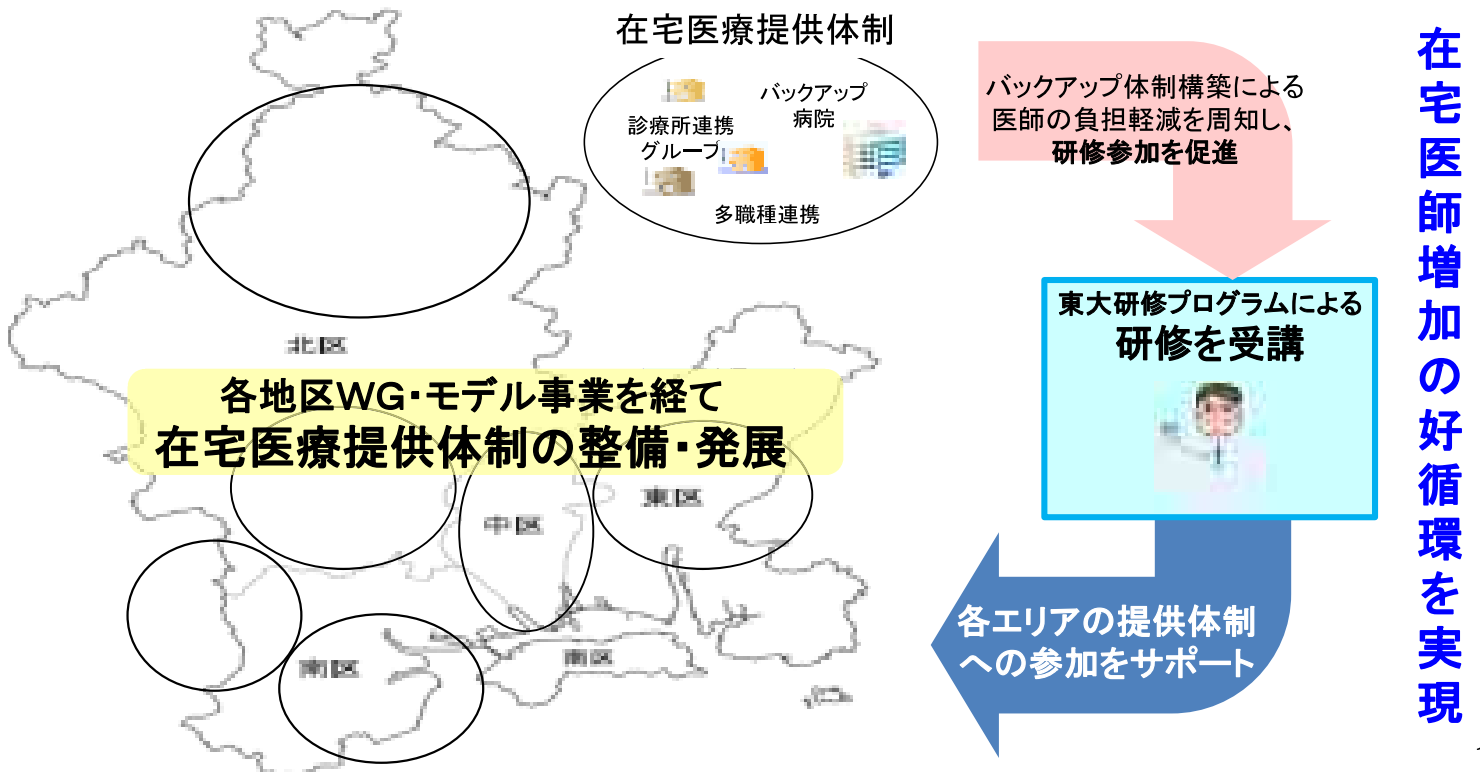 在宅医療提供体制
バックアップ
病院
診療所連携
グループ
多職種連携
バックアップ体制構築による
医師の負担軽減を周知し、
研修参加を促進
東大研修プログラムによる
研修を受講
各エリアの提供体制
への参加をサポート
在宅医師増加の好循環を実現
北区
各地区WG・モデル事業を経て
在宅医療提供体制の整備・発展
東区
中区
南区
南区